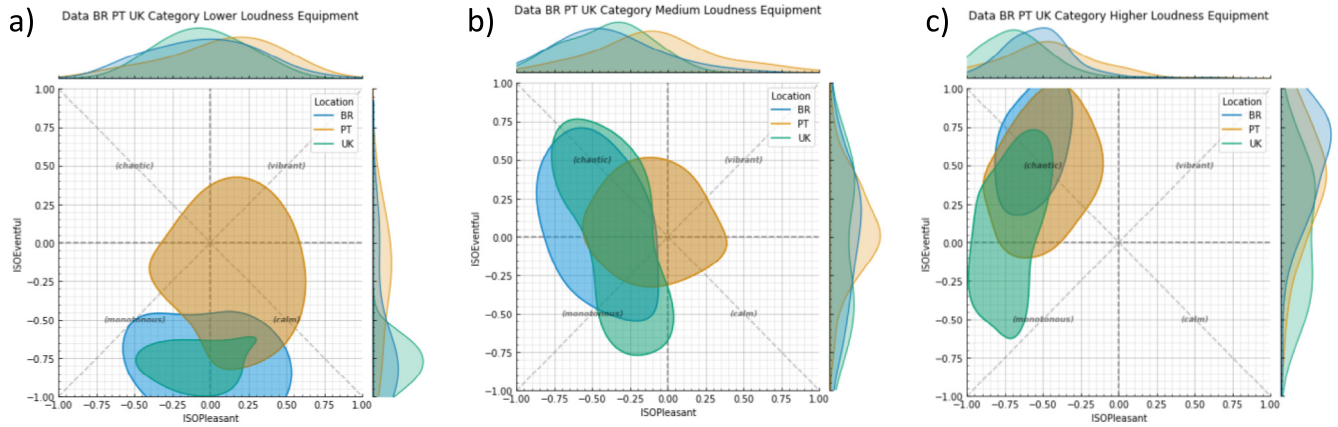 a)
Data BR PT UK Category Lower Loudness Equipment
1.00
0.75
0.50
0.25
0.00
−0.25
−0.50
−0.75
−1.00
ISOEventful
Location
BR
PT
UK
(chaotic)
(vibrant)
(monotonous)
(calm)
−1.00 −0.75 −0.50 −0.25 0.00 0.25 0.50 0.75 1.00
ISOPleasant
b)
Data BR PT UK Category Medium Loudness Equipment
1.00
0.75
0.50
0.25
0.00
−0.25
−0.50
−0.75
−1.00
ISOEventful
Location
BR
PT
UK
(chaotic)
(vibrant)
(monotonous)
(calm)
−1.00 −0.75 −0.50 −0.25 0.00 0.25 0.50 0.75 1.00
ISOPleasant
c)
Data BR PT UK Category Higher Loudness Equipment
1.00
0.75
0.50
0.25
0.00
−0.25
−0.50
−0.75
−1.00
ISOEventful
Location
BR
PT
UK
(chaotic)
(vibrant)
(monotonous)
(calm)
−1.00 −0.75 −0.50 −0.25 0.00 0.25 0.50 0.75 1.00
ISOPleasant